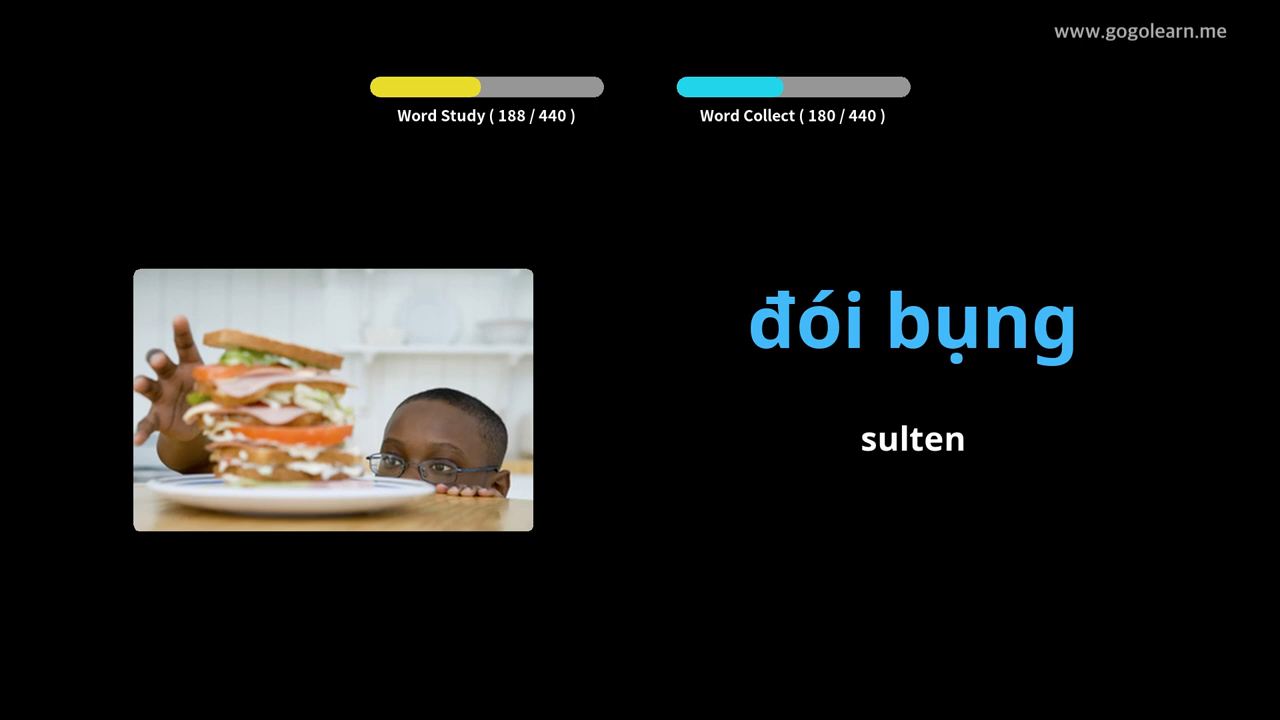 www.gogolearn.me
Word Study ( 188 / 440 )
Word Collect ( 180 / 440 )
đói bụng
sulten